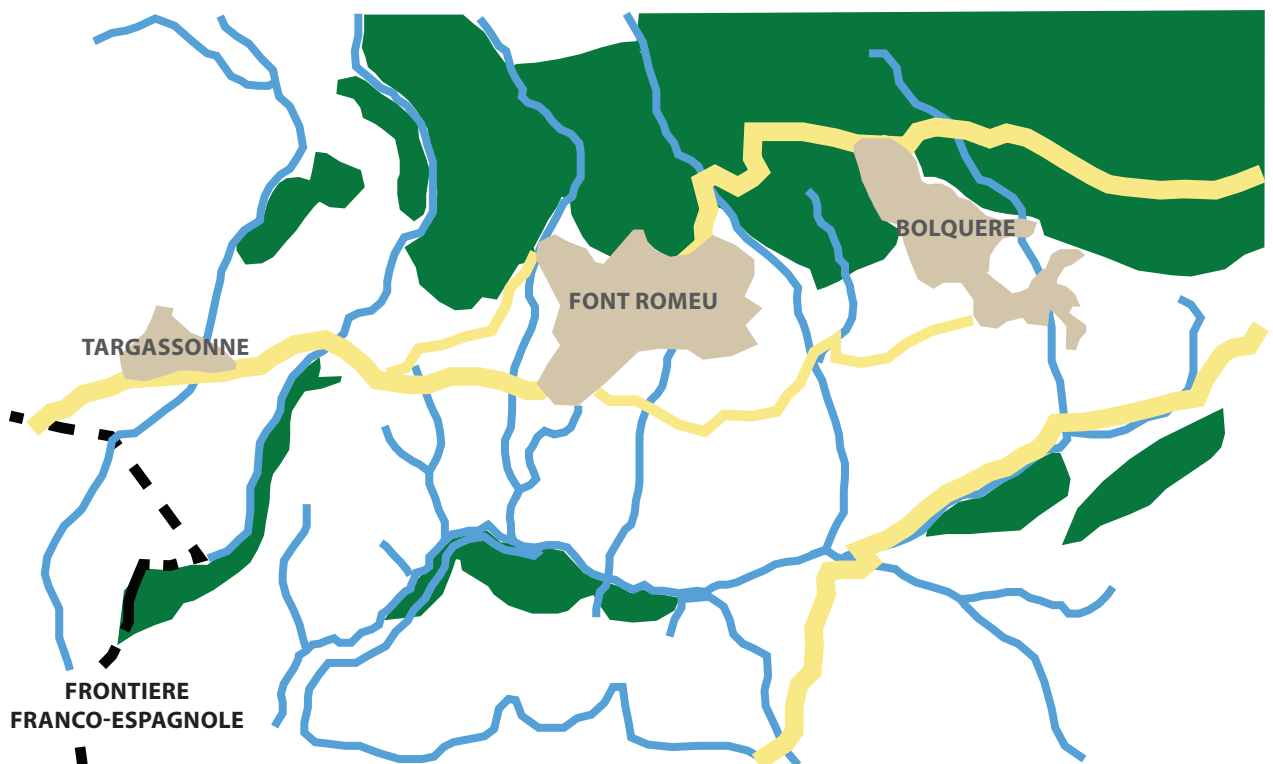 BOLQUERE
FONT ROMEU
TARGASSONNE
FRONTIERE
FRANCO-ESPAGNOLE